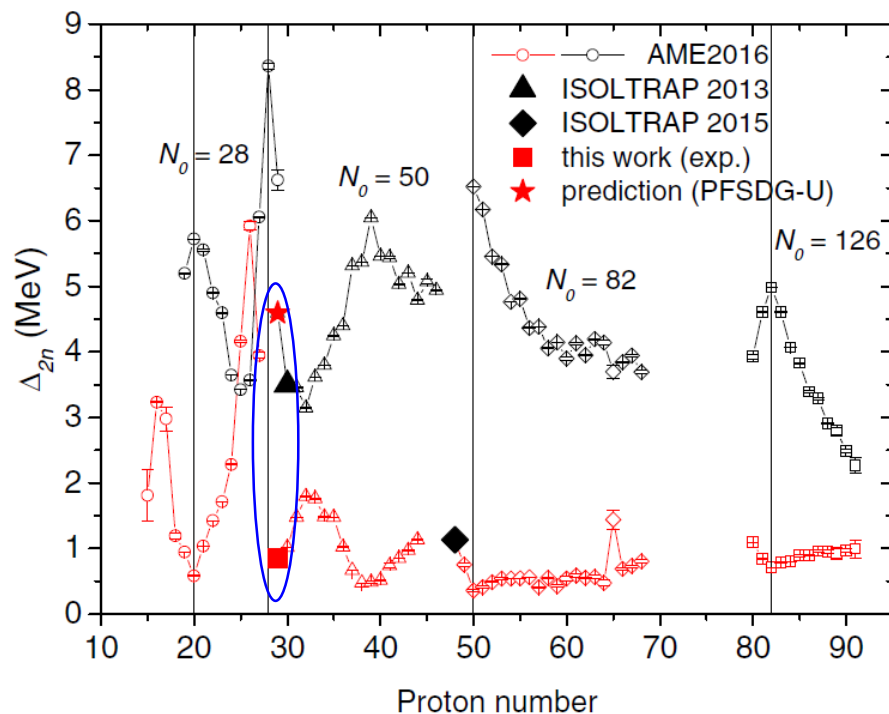 AME2016
ISOLTRAP 2013
ISOLTRAP 2015
this work (exp.)
prediction (PFSDG-U)
N₀ = 28
N₀ = 50
N₀ = 82
N₀ = 126
Δ₂ₙ (MeV)
9
8
7
6
5
4
3
2
1
0
10 20 30 40 50 60 70 80 90
Proton number